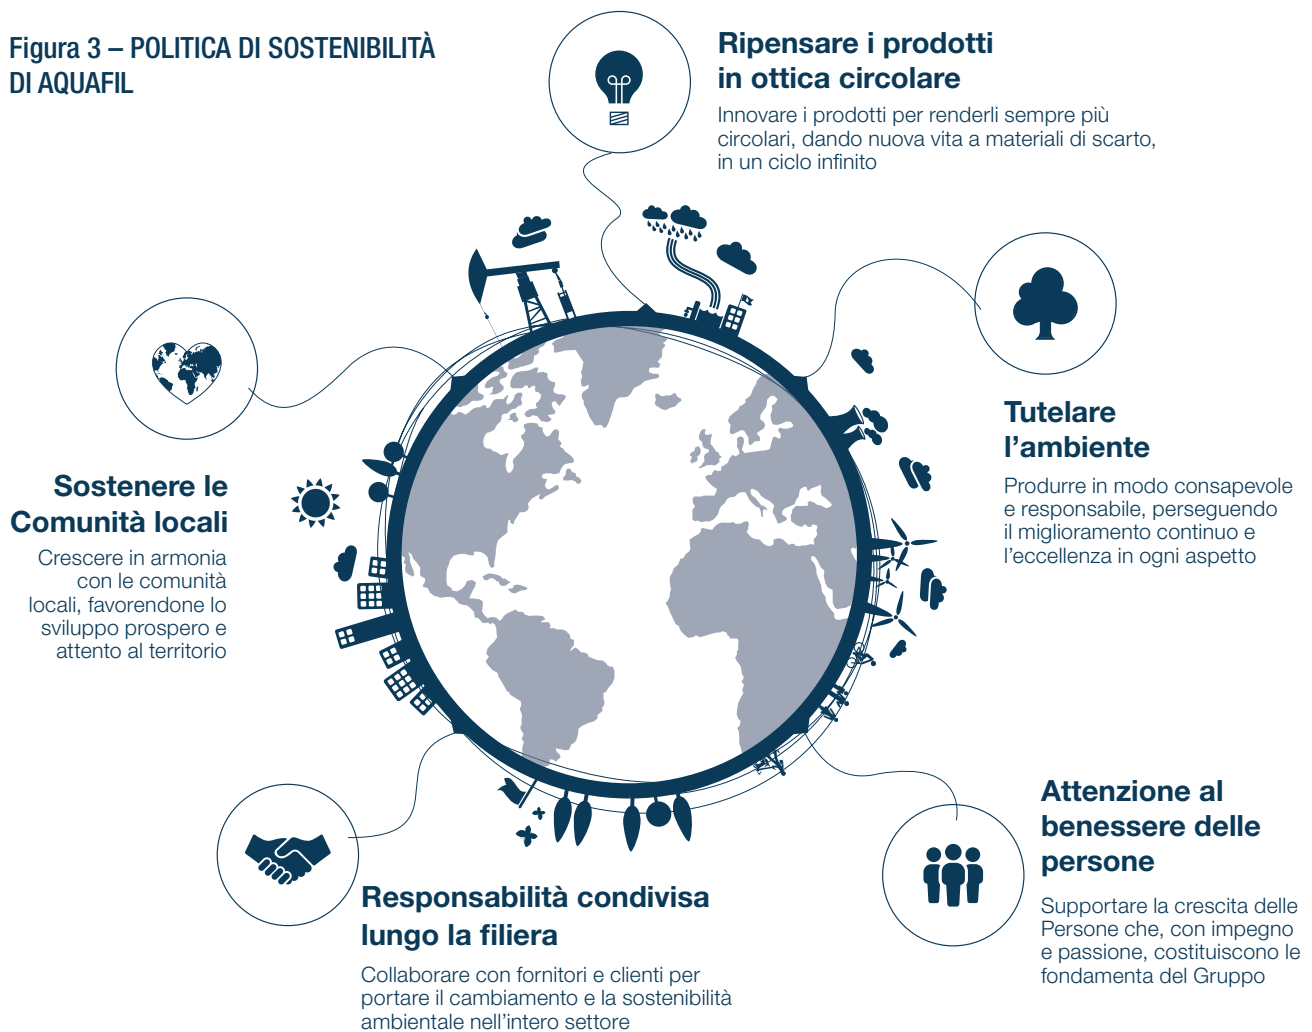 Figura 3 – POLITICA DI SOSTENIBILITÀ
DI AQUAFIL
Ripensare i prodotti
in ottica circolare
Innovare i prodotti per renderli sempre più
circolari, dando nuova vita a materiali di scarto,
in un ciclo infinito
Tutelare
l’ambiente
Produrre in modo consapevole
e responsabile, perseguendo
il miglioramento continuo e
l’eccellenza in ogni aspetto
Sostenere le
Comunità locali
Crescere in armonia
con le comunità
locali, favorendone lo
sviluppo prospero e
attento al territorio
Attenzione al
benessere delle
persone
Supportare la crescita delle
Persone che, con impegno
e passione, costituiscono le
fondamenta del Gruppo
Responsabilità condivisa
lungo la filiera
Collaborare con fornitori e clienti per
portare il cambiamento e la sostenibilità
ambientale nell’intero settore